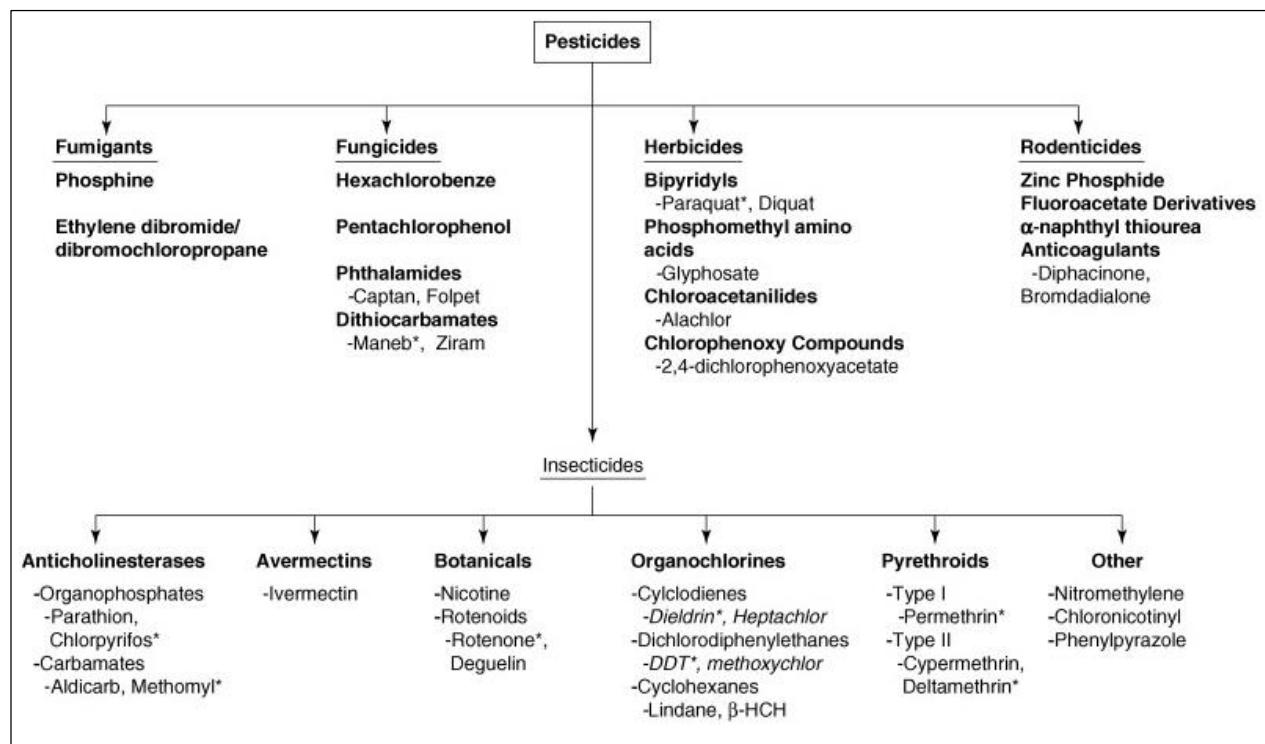 Pesticides
Fumigants
Phosphine
Ethylene dibromide/
dibromochloropropane
Fungicides
Hexachlorobenze
Pentachlorophenol
Phthalamides
-Captan, Folpet
Dithiocarbamates
-Maneb*, Ziram
Herbicides
Bipyridyls
-Paraquat*, Diquat
Phosphomethyl amino
acids
-Glyphosate
Chloroacetanilides
-Alachlor
Chlorophenoxy Compounds
-2,4-dichlorophenoxyacetate
Rodenticides
Zinc Phosphide
Fluoroacetate Derivatives
α-naphthyl thiourea
Anticoagulants
-Diphacinone,
Bromdadialone
Insecticides
Anticholinesterases
-Organophosphates
-Parathion,
Chlorpyrifos*
-Carbamates
-Aldicarb, Methomyl*
Avermectins
-Ivermectin
Botanicals
-Nicotine
-Rotenoids
-Rotenone*,
Deguelin
Organochlorines
-Cylclodienes
-Dieldrin*, Heptachlor
-Dichlorodiphenylethanes
-DDT*, methoxychlor
-Cyclohexanes
-Lindane, β-HCH
Pyrethroids
-Type I
-Permethrin*
-Type II
-Cypermethrin,
Deltamethrin*
Other
-Nitromethylene
-Chloronicotinyl
-Phenylpyrazole